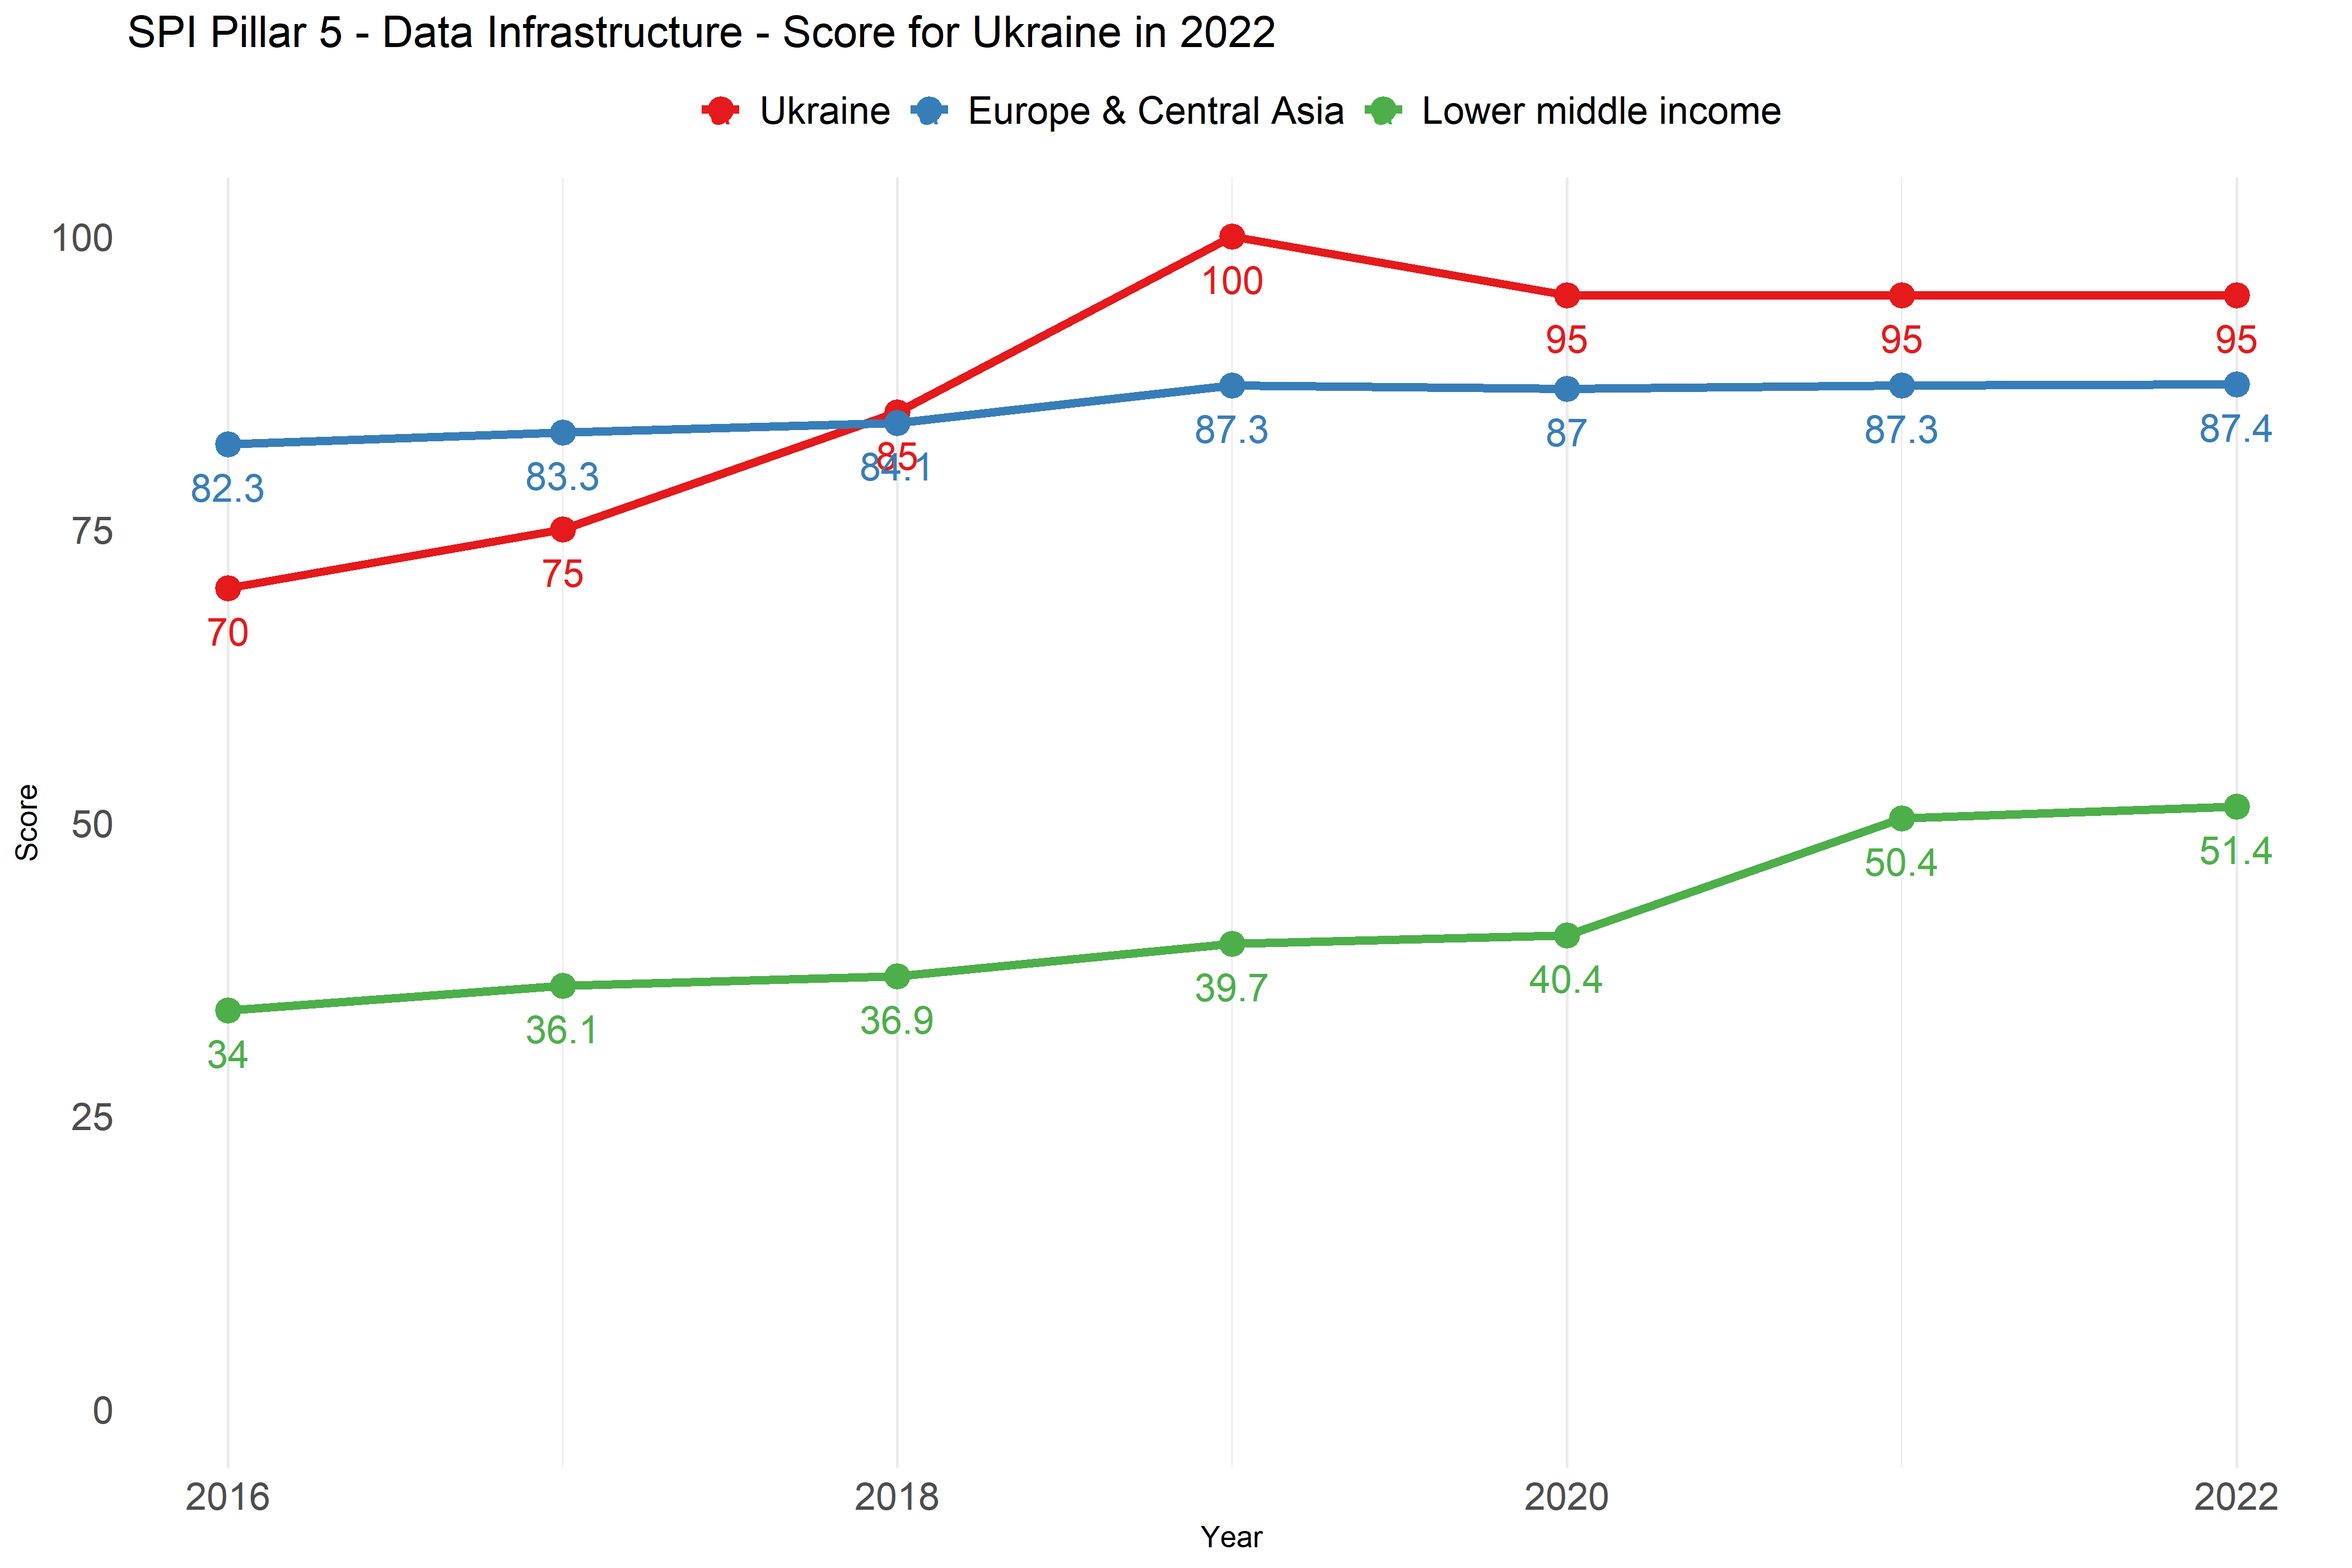 SPI Pillar 5 - Data Infrastructure - Score for Ukraine in 2022
Ukraine Europe & Central Asia Lower middle income
100
75
50
25
0
Score
100
95 95 95
82.3 83.3 84.1 87.3 87 87.3 87.4
70 75 85
34 36.1 36.9 39.7 40.4 50.4 51.4
2016 2018 2020 2022
Year